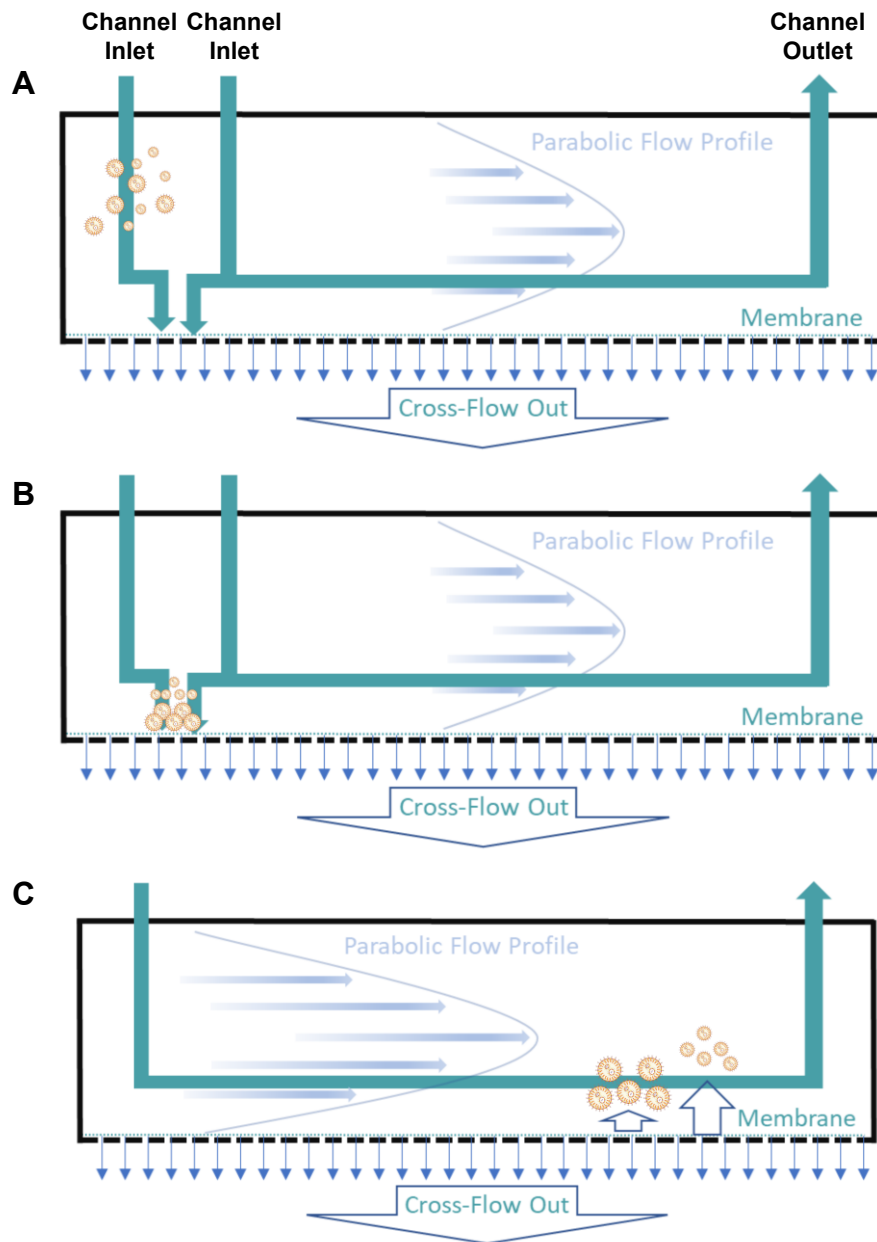 Channel Inlet
Channel Inlet
Channel Outlet
A
Parabolic Flow Profile
Membrane
Cross-Flow Out
B
Parabolic Flow Profile
Membrane
Cross-Flow Out
C
Parabolic Flow Profile
Membrane
Cross-Flow Out